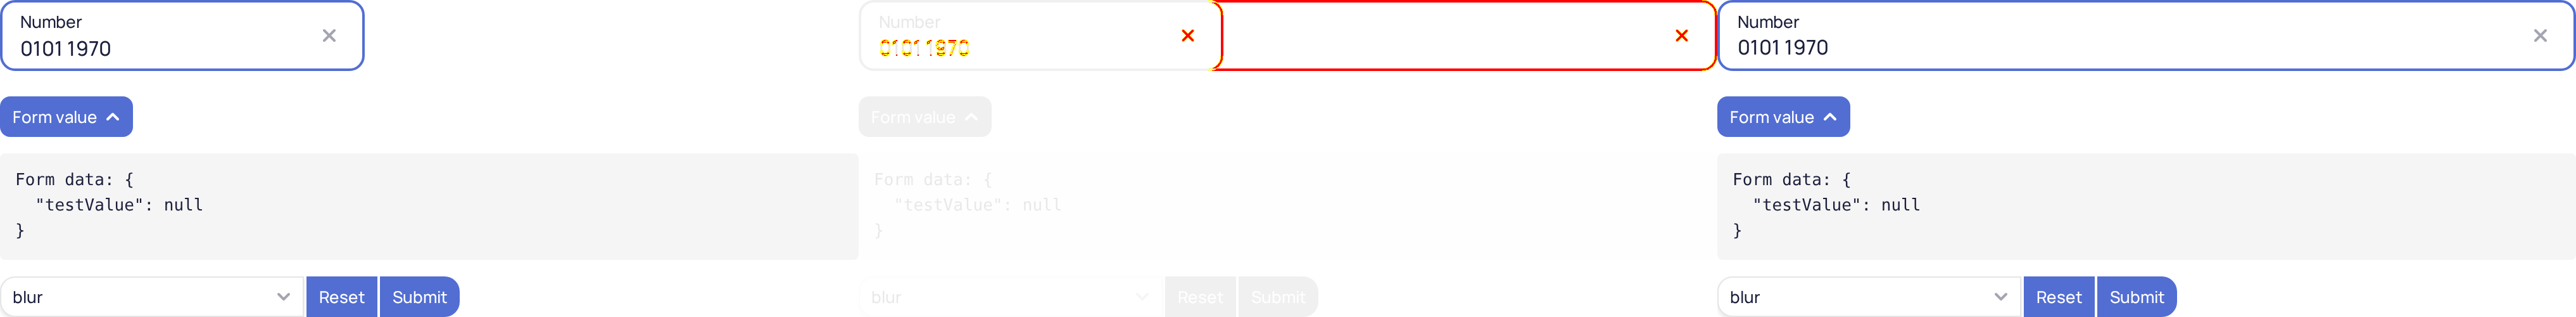 Number
0101 1970
Form value
Form data: {
  "testValue": null
}
blur
Reset
Submit
Number
0101 1970
Form value
Form data: {
  "testValue": null
}
blur
Reset
Submit
Number
0101 1970
Form value
Form data: {
  "testValue": null
}
blur
Reset
Submit